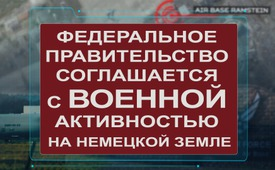 AIR BASE RAMSTEIN
ФЕДЕРАЛЬНОЕ
ПРАВИТЕЛЬСТВО
СОГЛАШАЕТСЯ
С ВОЕННОЙ
АКТИВНОСТЬЮ
НА НЕМЕЦКОЙ ЗЕМЛЕ